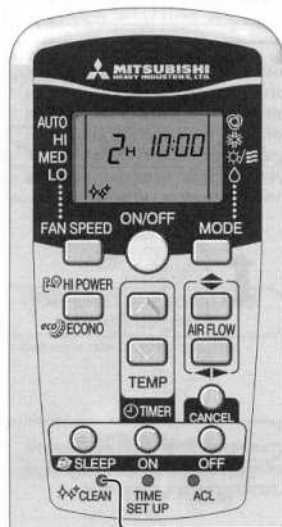 MITSUBISHI
HEAVY INDUSTRIES, LTD.
AUTO
HI
MED
LO
2H 10:00
FAN SPEED
ON/OFF
MODE
HI POWER
eco ECONO
AIR FLOW
TEMP
TIMER
CANCEL
SLEEP
ON
OFF
CLEAN
TIME SET UP
ACL